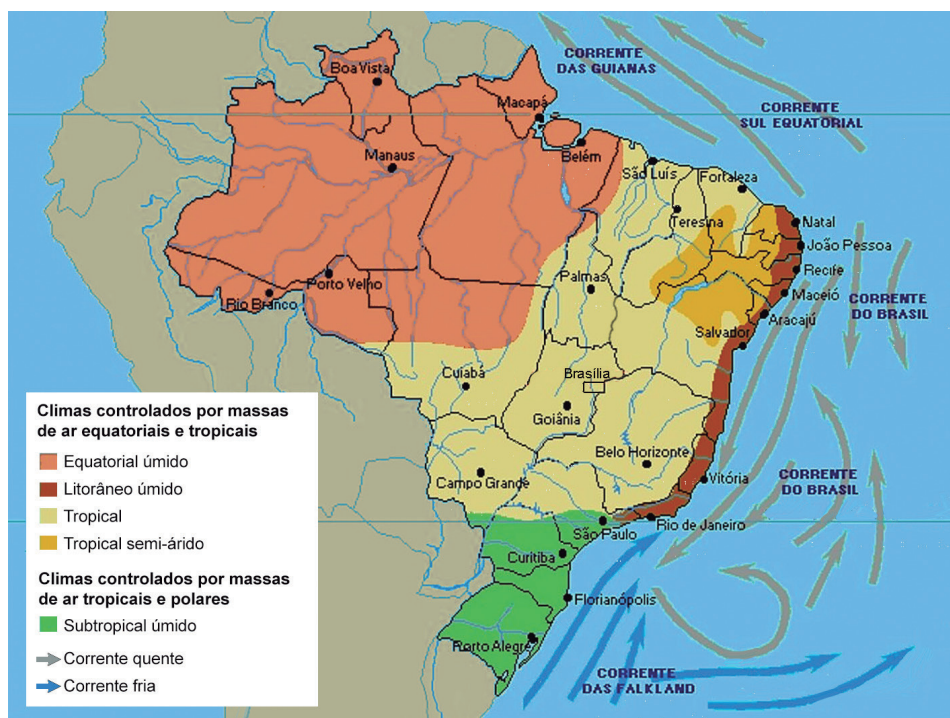 CORRENTE
DAS GUIANAS
CORRENTE
SUL EQUATORIAL
Boa Vista
Macapá
Manaus
Belém
São Luís
Fortaleza
Teresina
Natal
João Pessoa
Recife
Maceió
Aracajú
Salvador
CORRENTE
DO BRASIL
Palmas
Porto Velho
Rio Branco
Cuiabá
Brasília
Goiânia
Belo Horizonte
Campo Grande
Vitória
CORRENTE
DO BRASIL
Rio de Janeiro
São Paulo
Curitiba
Florianópolis
Porto Alegre
CORRENTE
DAS FALKLAND
Climas controlados por massas
de ar equatoriais e tropicais
Equatorial úmido
Litorâneo úmido
Tropical
Tropical semi-árido
Climas controlados por massas
de ar tropicais e polares
Subtropical úmido
Corrente quente
Corrente fria